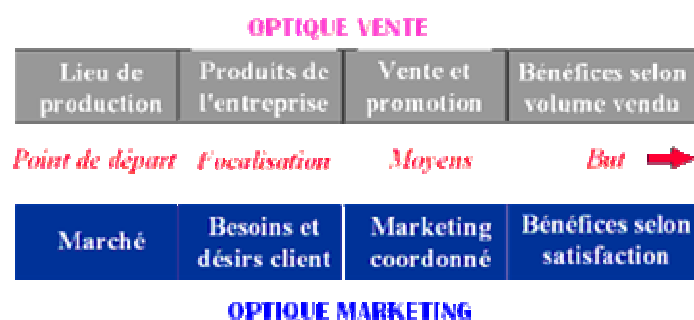 OPTIQUE VENTE
Lieu de Produits de Vente et Bénéfices selon
production l'entreprise promotion volume vendu
Point de départ Focalisation Moyens But
Marché Besoins et désirs client Marketing coordonné Bénéfices selon satisfaction
OPTIQUE MARKETING